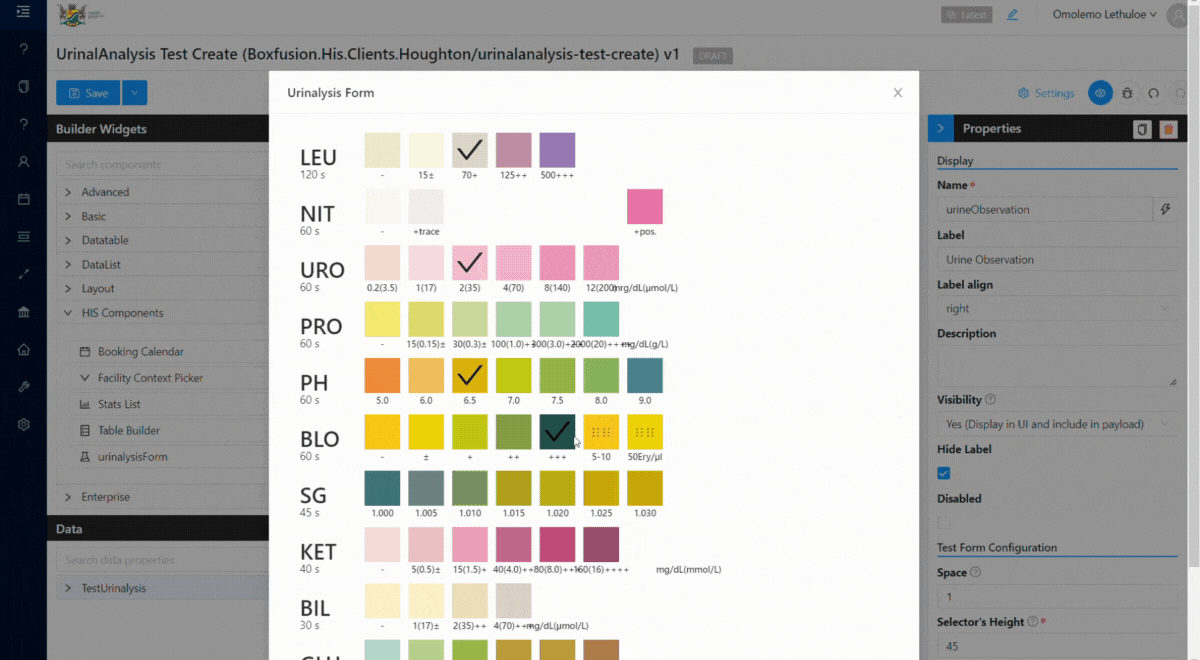 Latest
Omolemo Lethuloe
UrinalAnalysis Test Create (Boxfusion.His.Clients.Houghton/urinalanalysis-test-create) v1
DRAFT
Save
Settings
Builder Widgets
Search components
Advanced
Basic
Datatable
DataList
Layout
HIS Components
Booking Calendar
Facility Context Picker
Stats List
Table Builder
urinalysisForm
Enterprise
Data
Search data properties
TestUrinalysis
Urinalysis Form
LEU
120 s
- 15± 70+ 125++ 500+++
NIT
60 s
- +trace +pos.
URO
60 s
0.2(3.5) 1(17) 2(35) 4(70) 8(140) 12(200) mg/dL(µmol/L)
PRO
60 s
- 15(0.15)± 30(0.3)± 100(1.0)++ 300(3.0)+++ 2000(20)++++ mg/dL(g/L)
PH
60 s
5.0 6.0 6.5 7.0 7.5 8.0 9.0
BLO
60 s
- ± + ++ +++ 5-10 50Ery/µl
SG
45 s
1.000 1.005 1.010 1.015 1.020 1.025 1.030
KET
40 s
- 5(0.5)± 15(1.5)+ 40(4.0)++ 80(8.0)+++ 160(16)++++ mg/dL(mmol/L)
BIL
30 s
- 1(17)± 2(35)++ 4(70)+++ mg/dL(µmol/L)
Properties
Display
Name*
urineObservation
Label
Urine Observation
Label align
right
Description
Visibility
Yes (Display in UI and include in payload)
Hide Label
Disabled
Test Form Configuration
Space
1
Selector's Height *
45